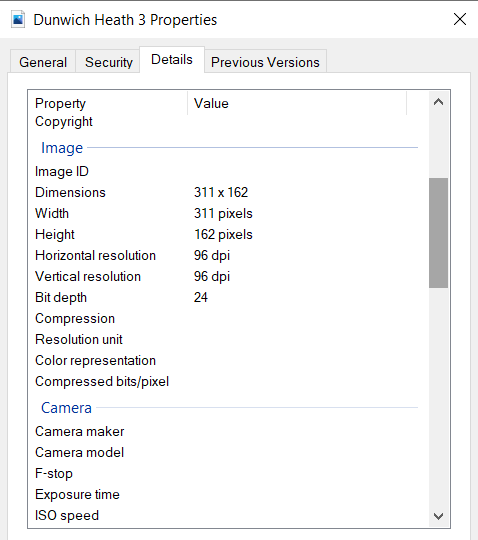 Dunwich Heath 3 Properties
General Security Details Previous Versions
Property Value
Copyright
Image
Image ID
Dimensions 311 x 162
Width 311 pixels
Height 162 pixels
Horizontal resolution 96 dpi
Vertical resolution 96 dpi
Bit depth 24
Compression
Resolution unit
Color representation
Compressed bits/pixel
Camera
Camera maker
Camera model
F-stop
Exposure time
ISO speed